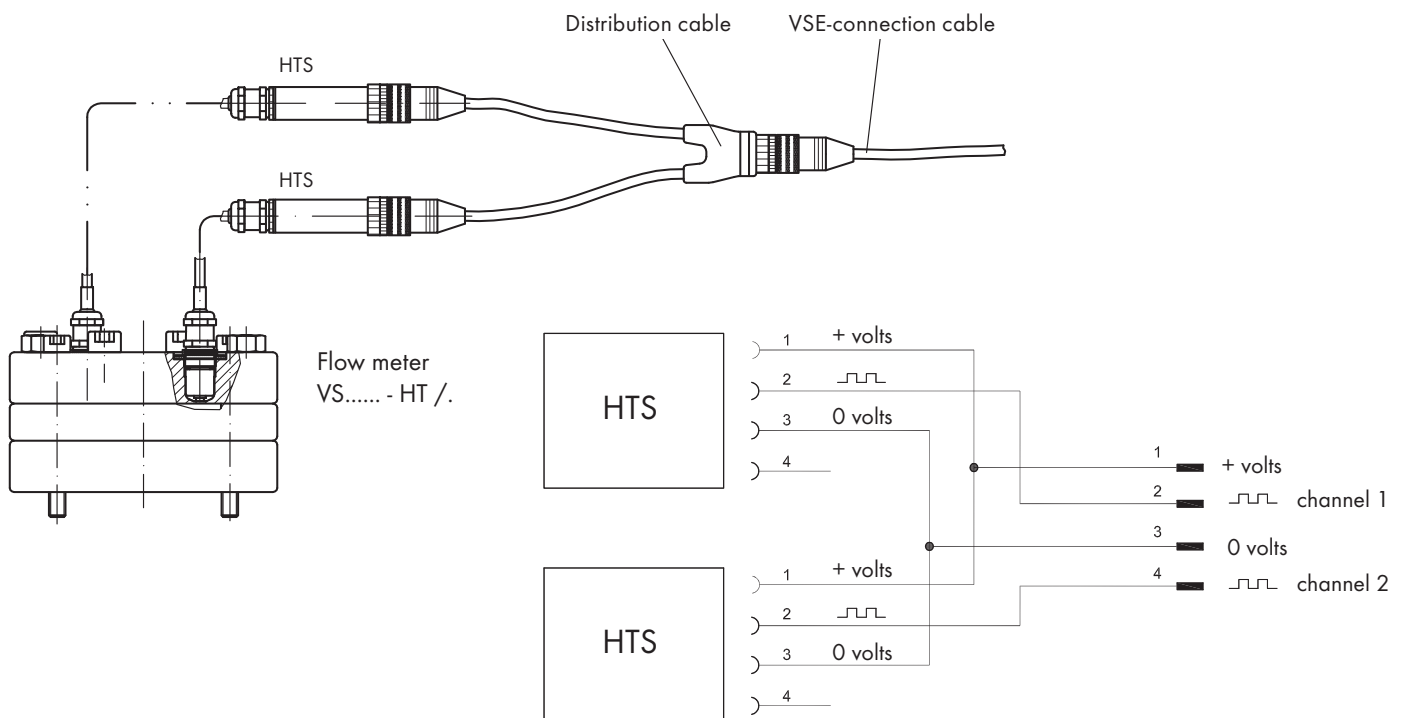 Distribution cable
VSE-connection cable
HTS
HTS
Flow meter
VS...... - HT /.
HTS
1 + volts
2
3 0 volts
4
HTS
1 + volts
2
3 0 volts
4
1 + volts
2 channel 1
3 0 volts
4 channel 2